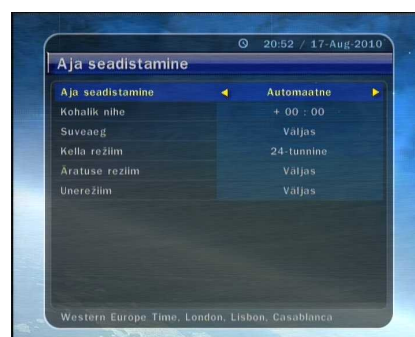 20:52 / 17-Aug-2010
Aja seadistamine
Aja seadistamine Automaatne
Kohalik nihe + 00 : 00
Suveaeg Väljas
Kella režiim 24-tunnine
Äratuse reziim Väljas
Unerežiim Väljas
Western Europe Time, London, Lisbon, Casablanca